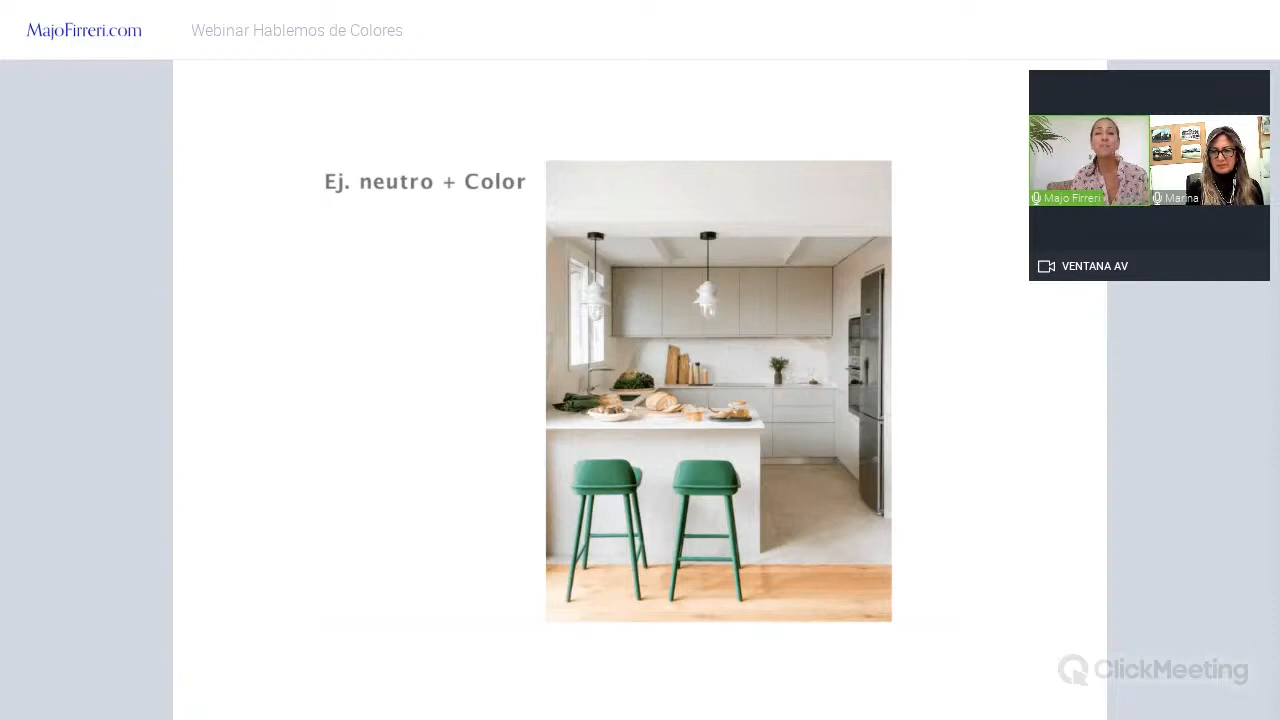 MajoFirreri.com
Webinar Hablemos de Colores
Ej. neutro + Color
Majo Firreri
Marina
VENTANA AV
ClickMeeting